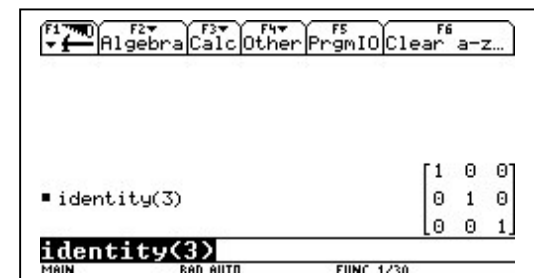 F1 F2▼ F3▼ F4▼ F5 F6
Algebra Calc Other PrgmIO Clear a-z…
[1 0 0]
▪ identity(3) [0 1 0]
[0 0 1]
identity(3)
MAIN RAD AUTO FUNC 1/30